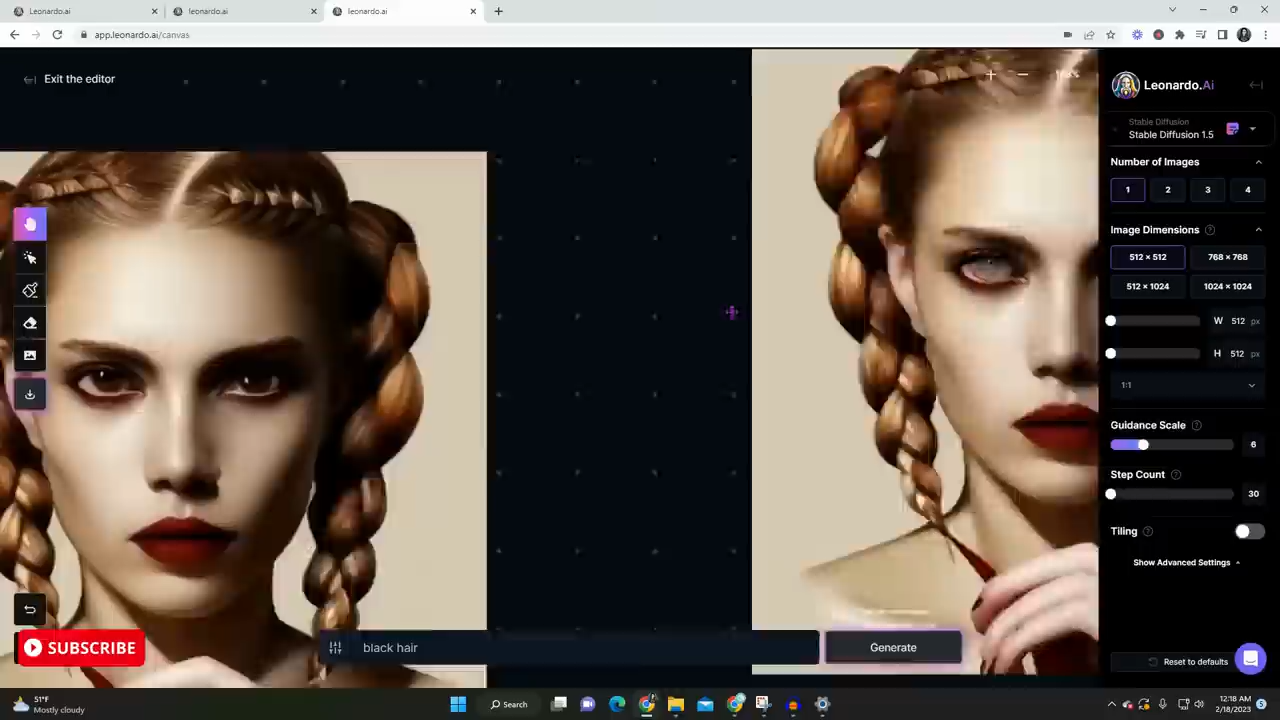 Leonardo.ai
leonardo.ai
leonardo.ai
app.leonardo.ai/canvas
Exit the editor
Leonardo.Ai
Stable Diffusion
Stable Diffusion 1.5
Number of Images
1 2 3 4
Image Dimensions
512 × 512 768 × 768
512 × 1024 1024 × 1024
W 512 px
H 512 px
1:1
Guidance Scale
6
Step Count
30
Tiling
Show Advanced Settings
SUBSCRIBE
black hair
Generate
Reset to defaults
51°F
Mostly cloudy
Search
12:18 AM
2/18/2023